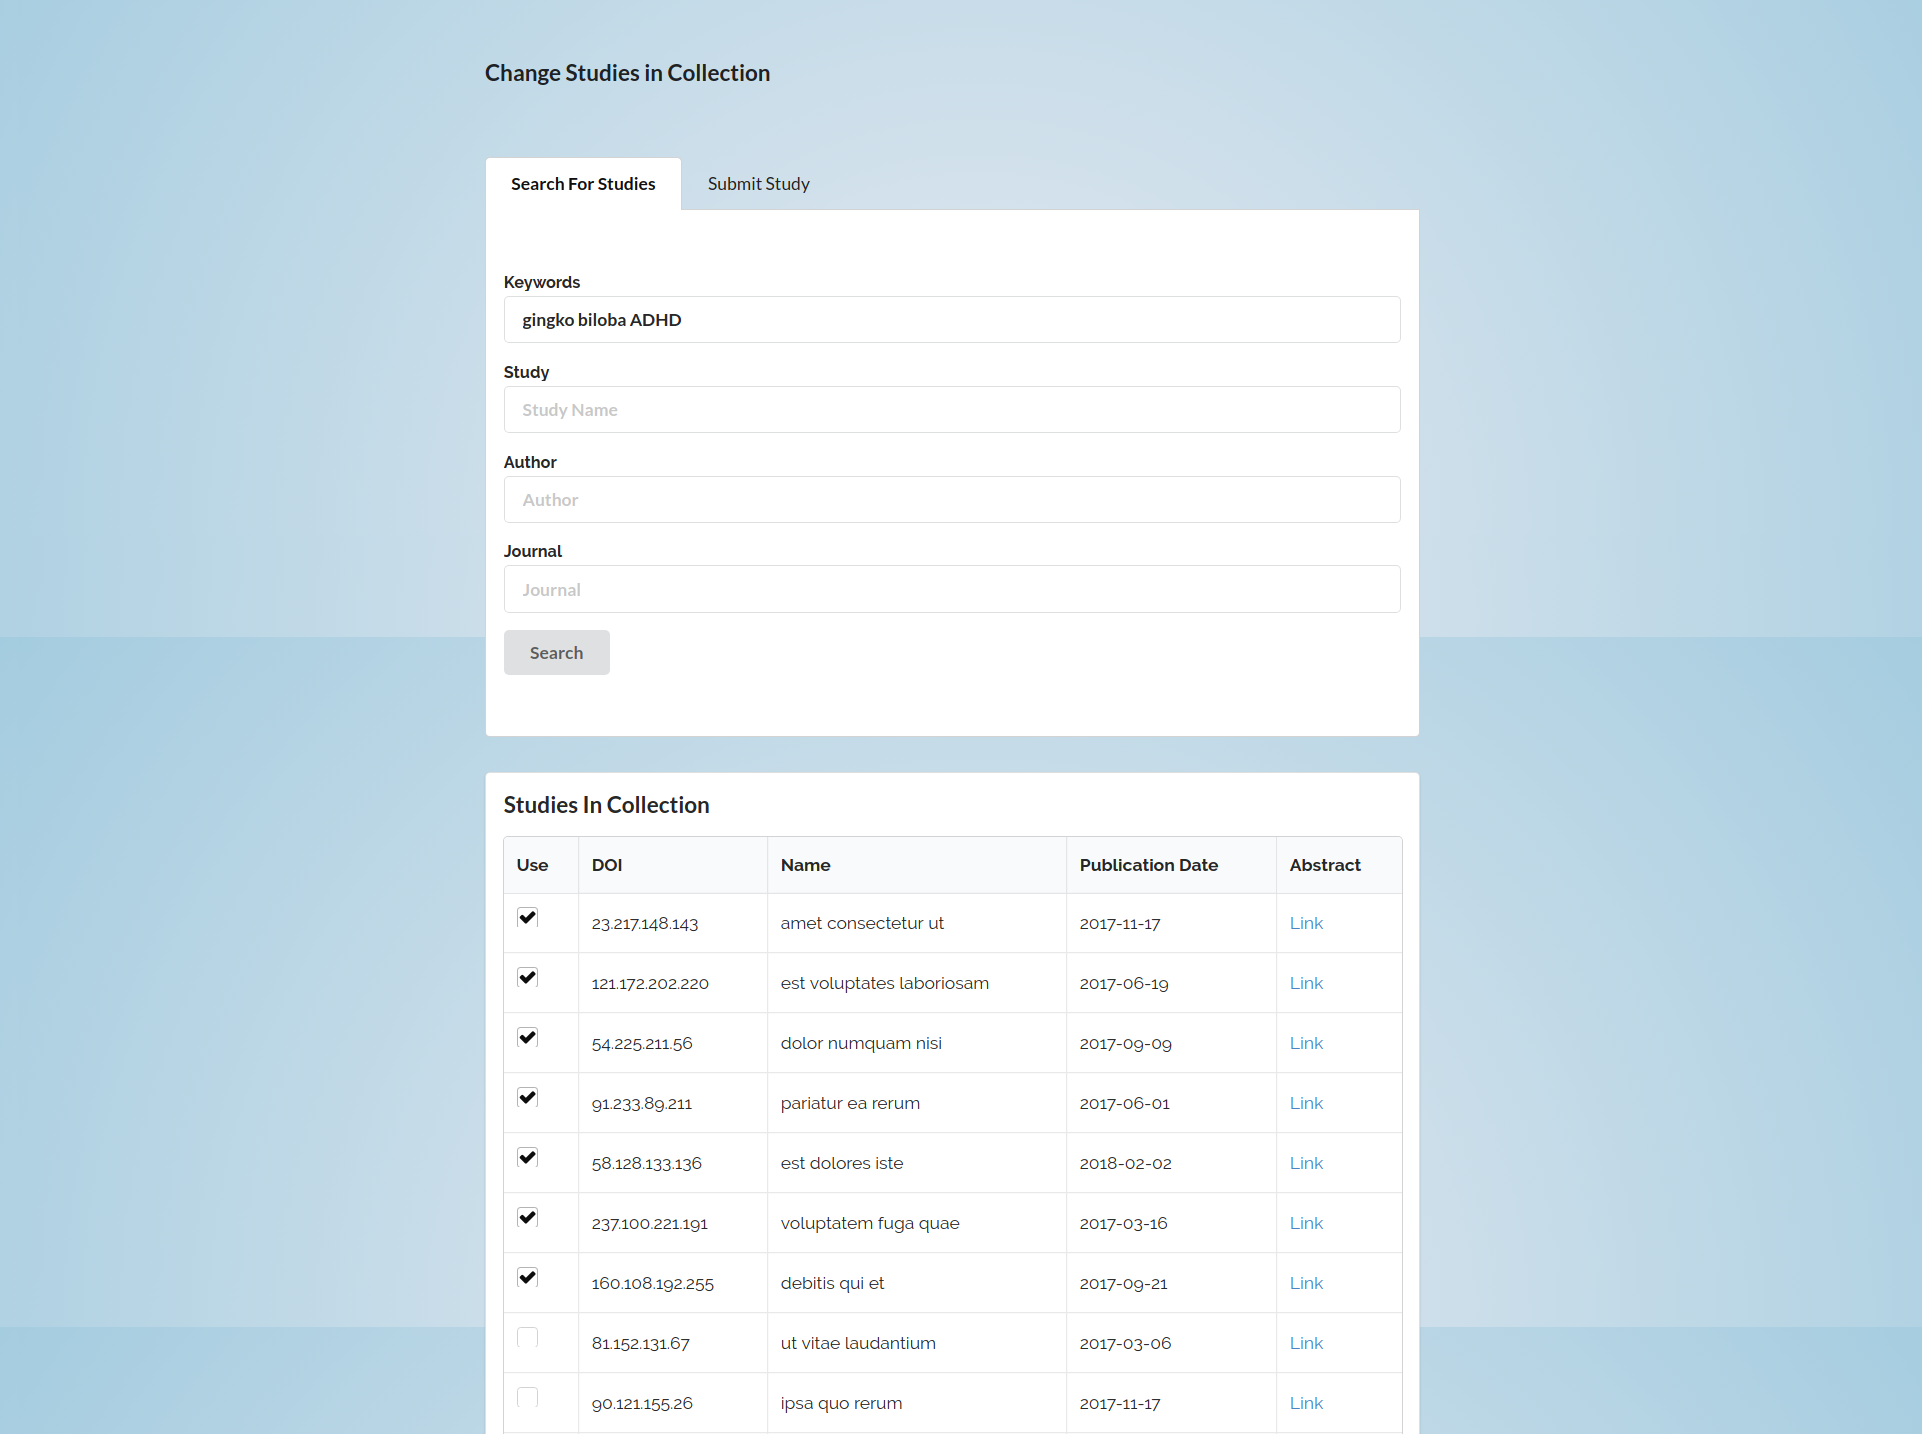 Change Studies in Collection
Search For Studies Submit Study
Keywords
gingko biloba ADHD
Study
Study Name
Author
Author
Journal
Journal
Search
Studies In Collection
Use DOI Name Publication Date Abstract
23.217.148.143 amet consectetur ut 2017-11-17 Link
121.172.202.220 est voluptates laboriosam 2017-06-19 Link
54.225.211.56 dolor numquam nisi 2017-09-09 Link
91.233.89.211 pariatur ea rerum 2017-06-01 Link
58.128.133.136 est dolores iste 2018-02-02 Link
237.100.221.191 voluptatem fuga quae 2017-03-16 Link
160.108.192.255 debitis qui et 2017-09-21 Link
81.152.131.67 ut vitae laudantium 2017-03-06 Link
90.121.155.26 ipsa quo rerum 2017-11-17 Link